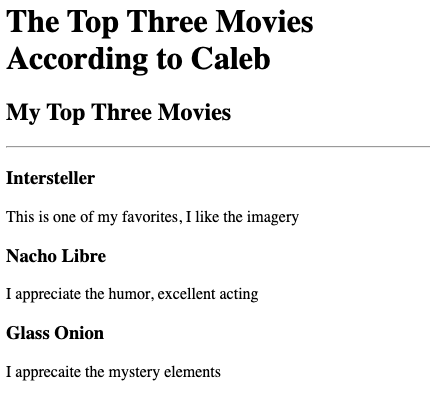 The Top Three Movies
According to Caleb
My Top Three Movies
Intersteller
This is one of my favorites, I like the imagery
Nacho Libre
I appreciate the humor, excellent acting
Glass Onion
I apprecaite the mystery elements